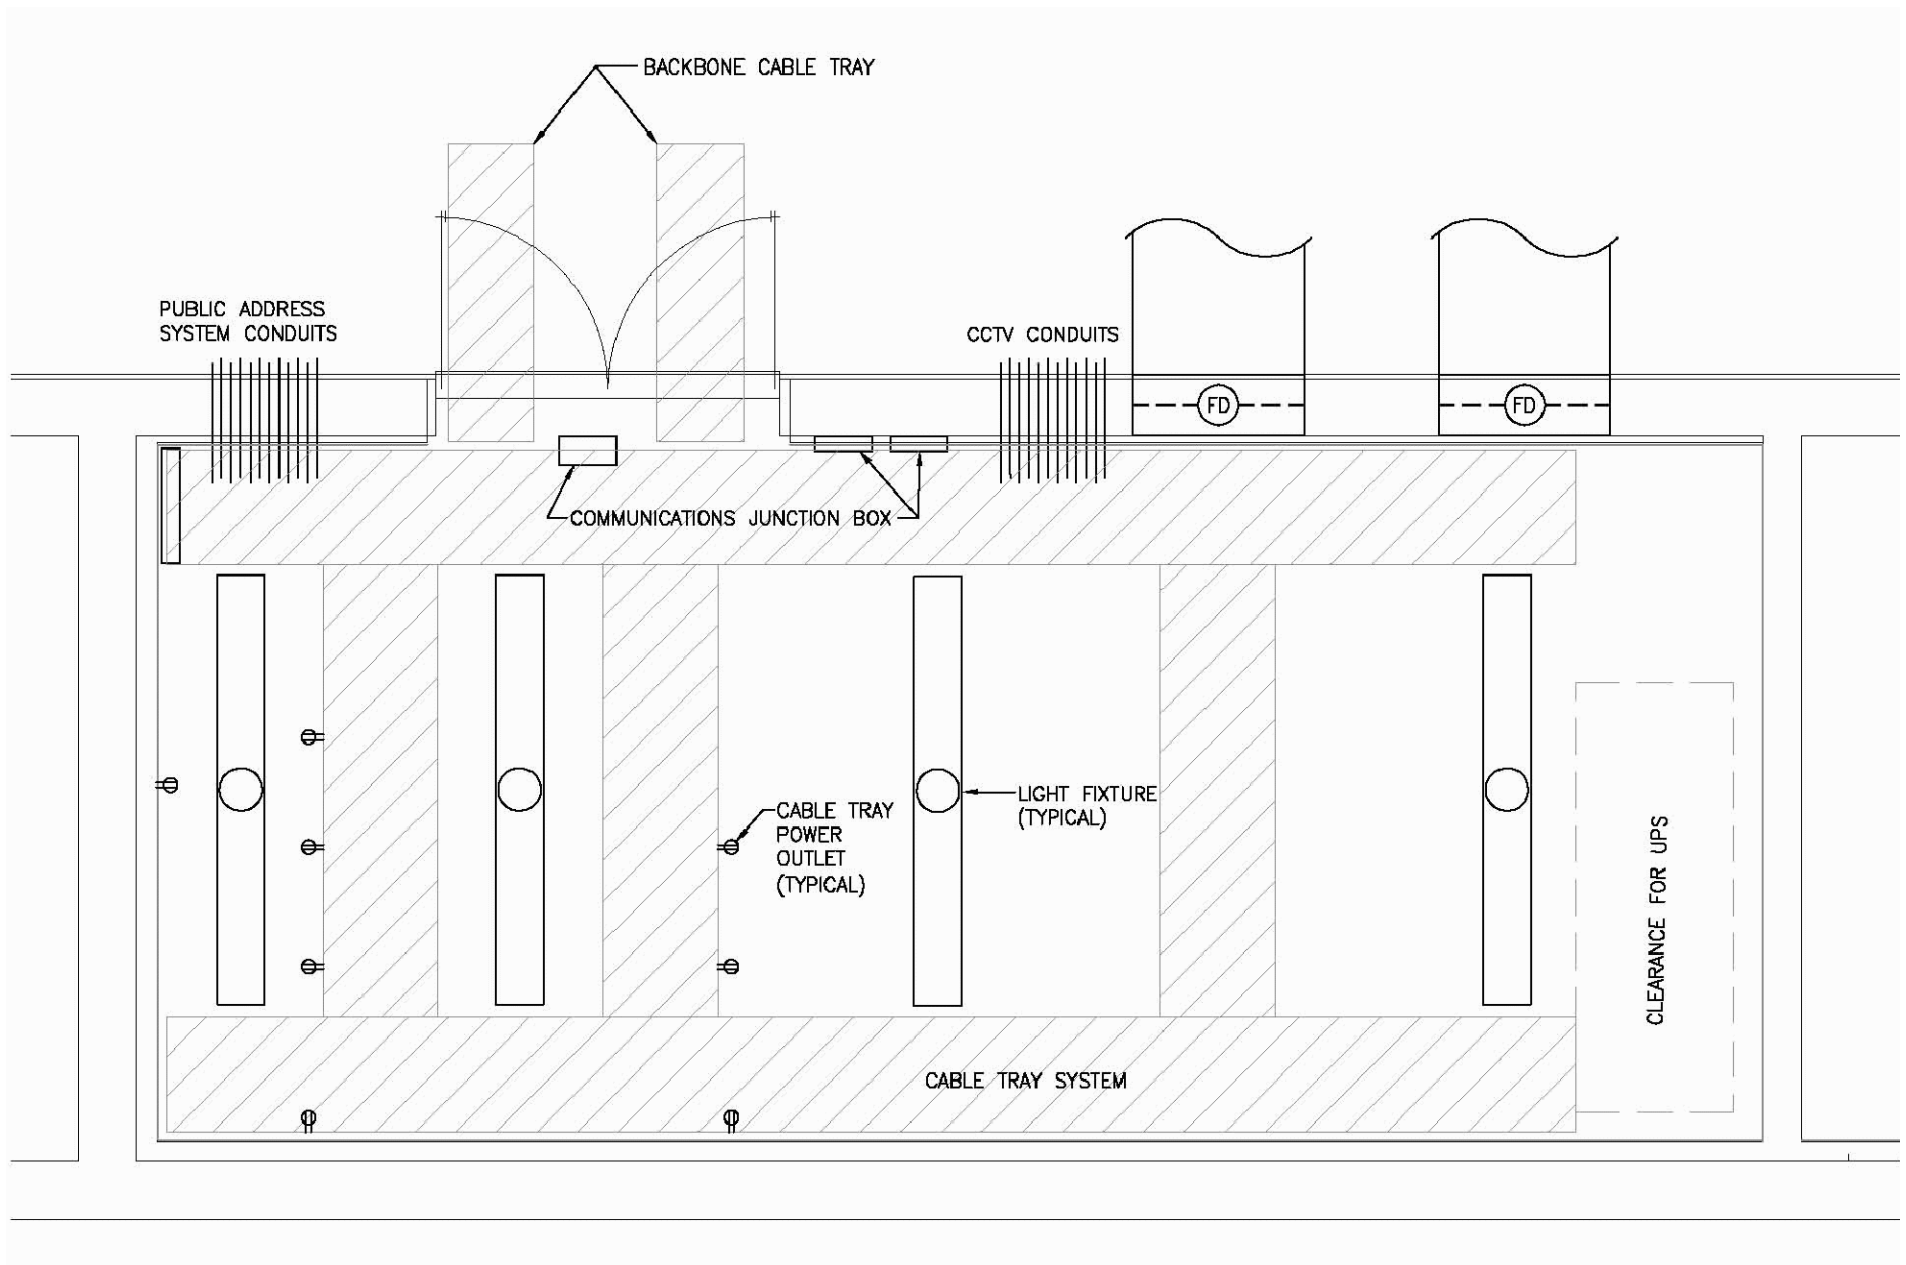 BACKBONE CABLE TRAY
PUBLIC ADDRESS
SYSTEM CONDUITS
CCTV CONDUITS
FD
FD
COMMUNICATIONS JUNCTION BOX
LIGHT FIXTURE
(TYPICAL)
CABLE TRAY
POWER
OUTLET
(TYPICAL)
CLEARANCE FOR UPS
CABLE TRAY SYSTEM